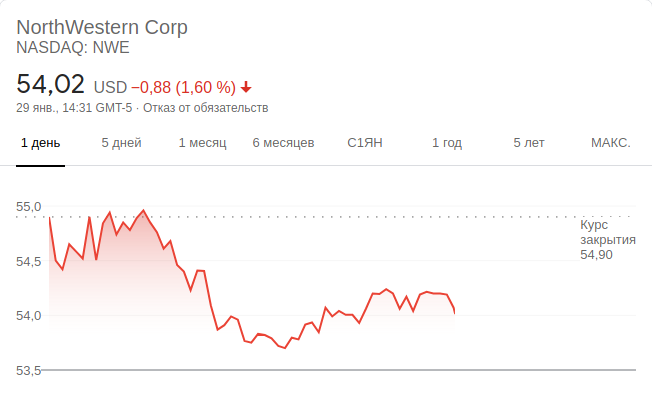 NorthWestern Corp
NASDAQ: NWE
54,02 USD −0,88 (1,60 %)
29 янв., 14:31 GMT-5 · Отказ от обязательств
1 день 5 дней 1 месяц 6 месяцев С1ЯН 1 год 5 лет МАКС.
55,0
Курс
закрытия
54,90
54,5
54,0
53,5